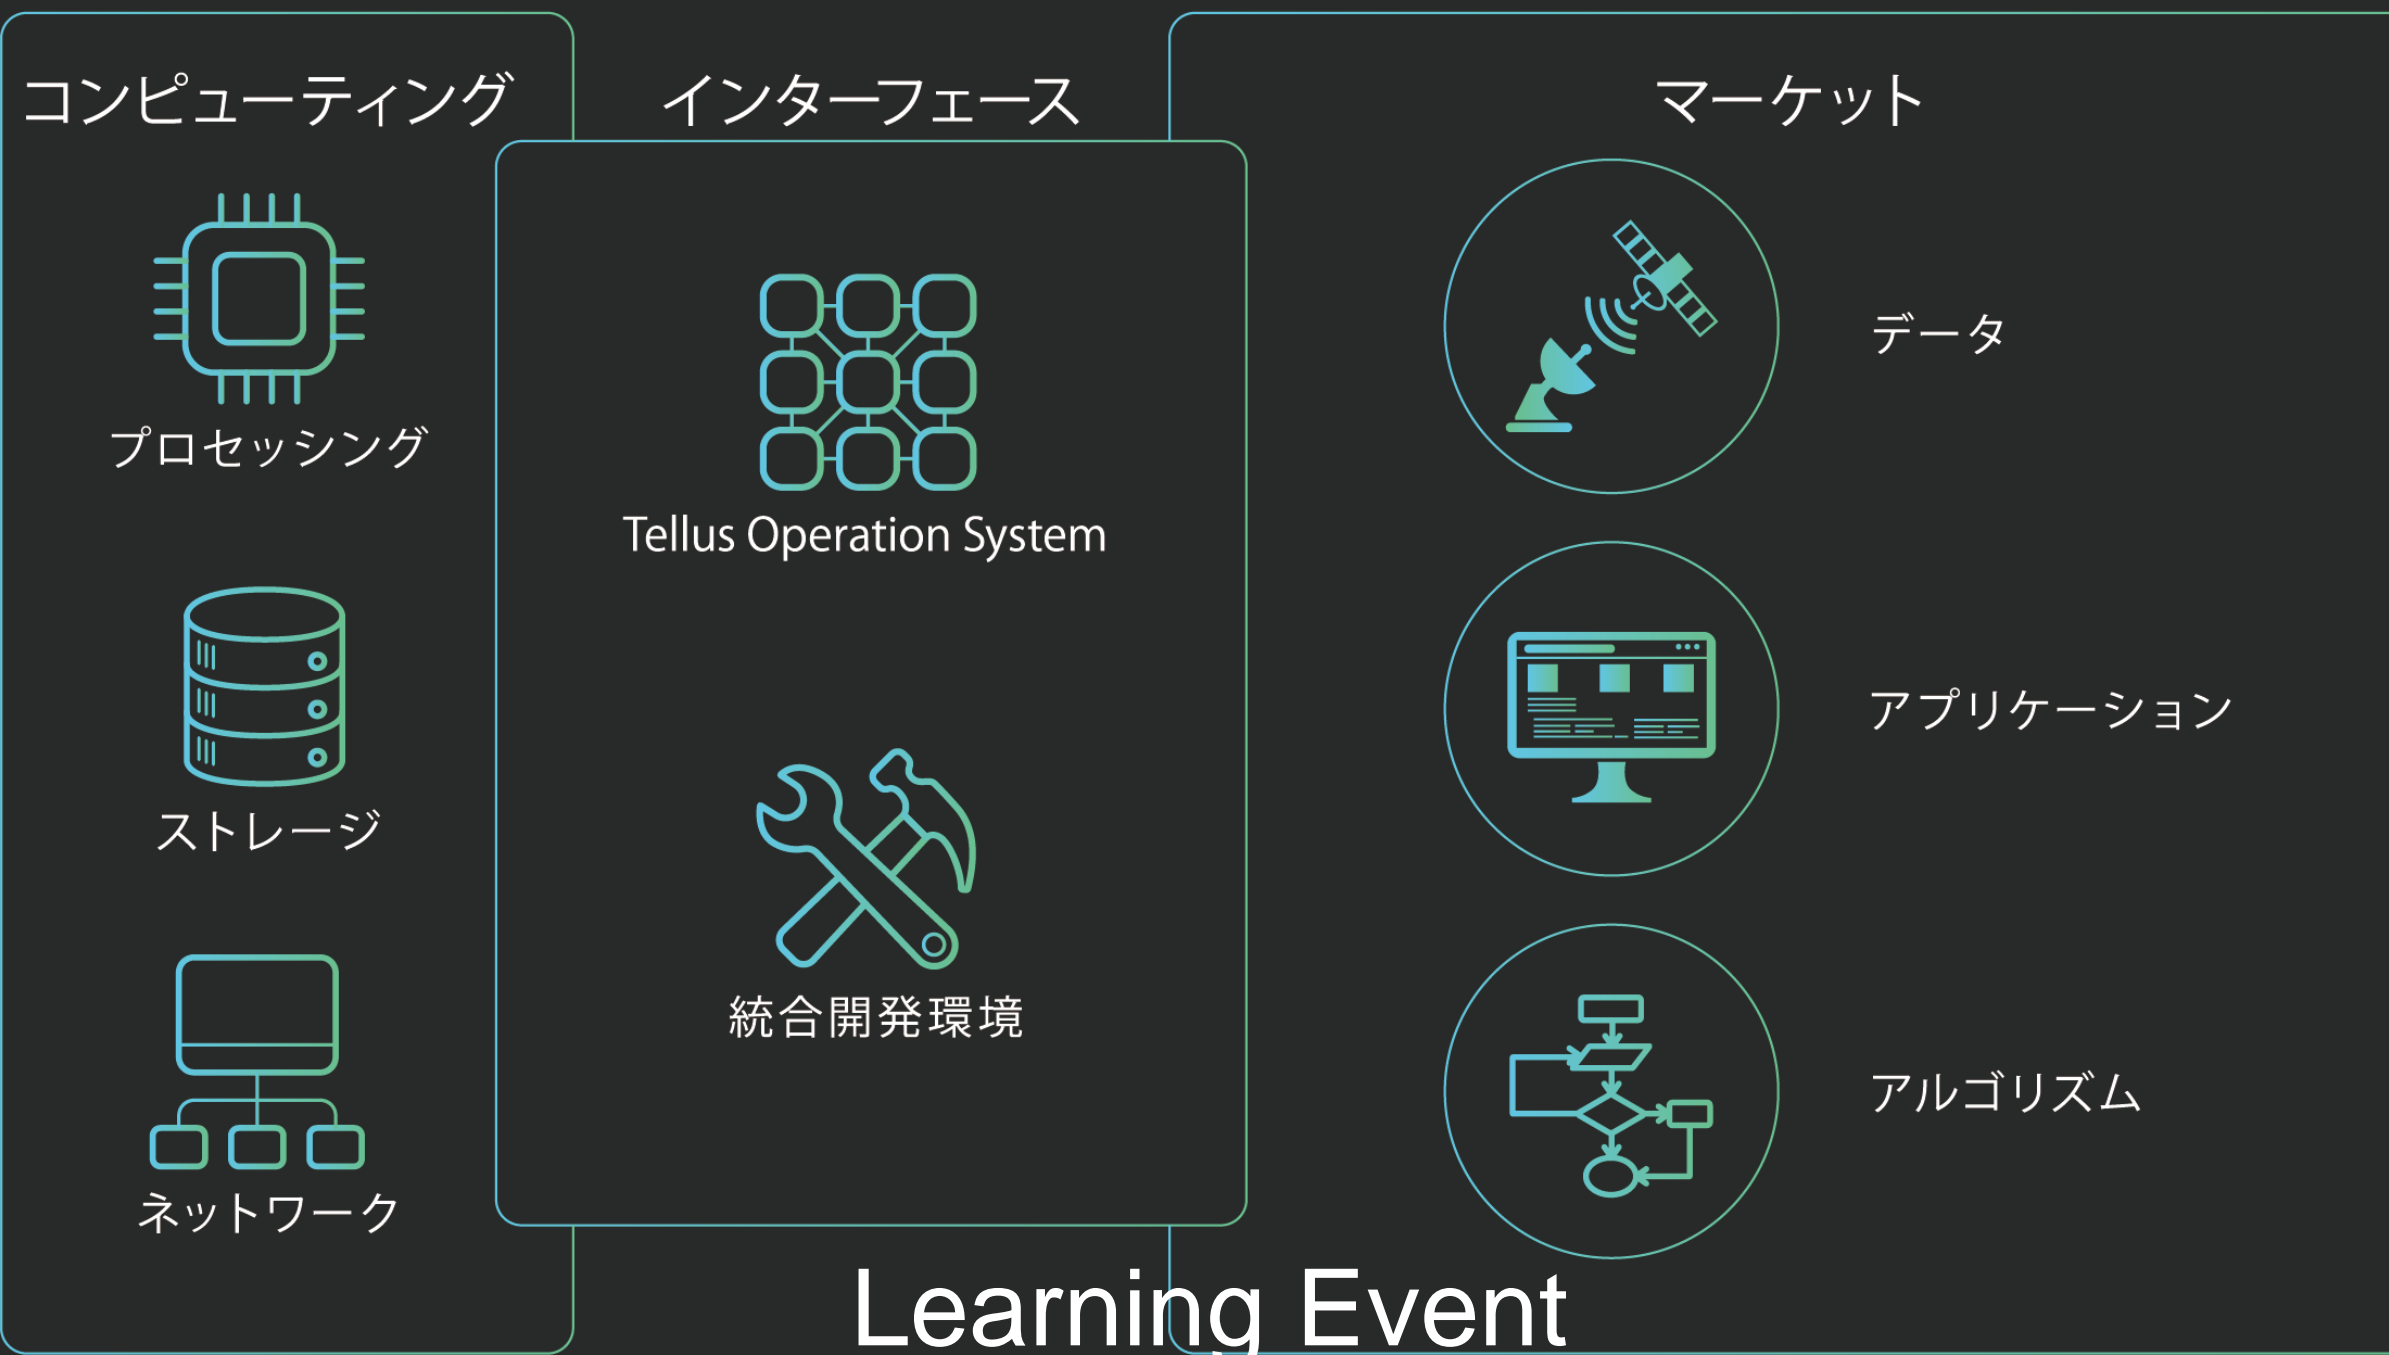 コンピューティング
プロセッシング
ストレージ
ネットワーク
インターフェース
Tellus Operation System
統合開発環境
マーケット
データ
アプリケーション
アルゴリズム
Learning Event